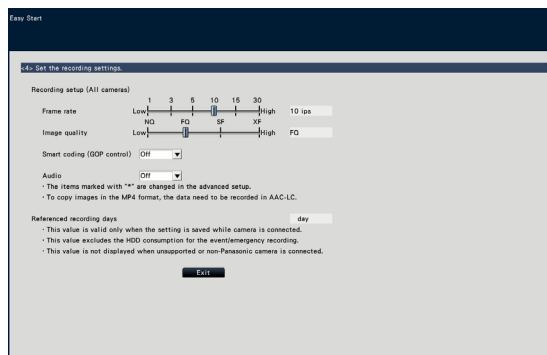 Easy Start
<4> Set the recording settings.
Recording setup (All cameras)
1 3 5 10 15 30
Frame rate Low High 10 ips
NQ FQ SF XF
Image quality Low High FQ
Smart coding (GOP control) Off
Audio Off
· The items marked with "*" are changed in the advanced setup.
· To copy images in the MP4 format, the data need to be recorded in AAC-LC.
Referenced recording days day
· This value is valid only when the setting is saved while camera is connected.
· This value excludes the HDD consumption for the event/emergency recording.
· This value is not displayed when unsupported or non-Panasonic camera is connected.
Exit